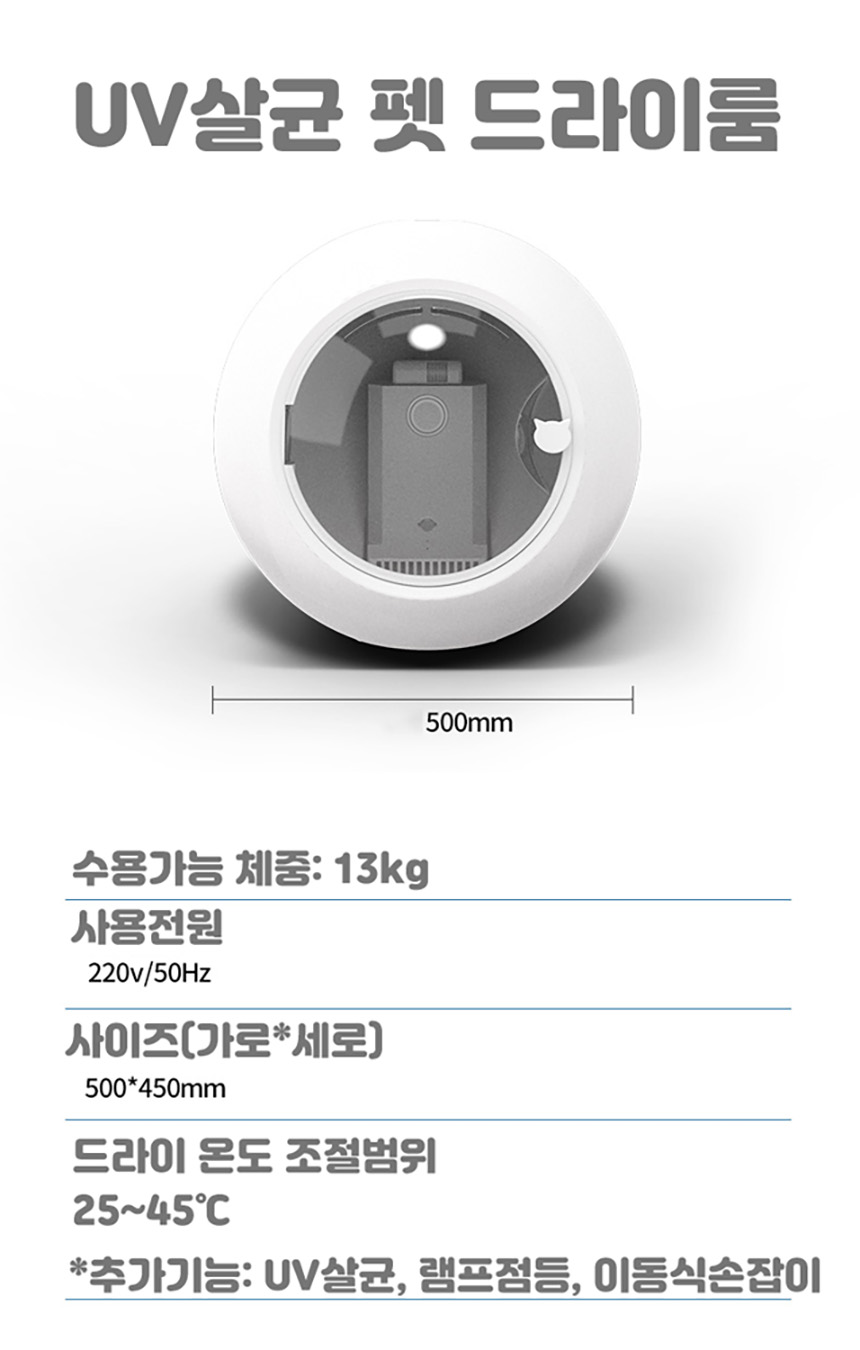 UV살균 펫 드라이룸
500mm
수용가능 체중: 13kg
사용전원
220v/50Hz
사이즈(가로*세로)
500*450mm
드라이 온도 조절범위
25~45℃
*추가기능: UV살균, 램프점등, 이동식손잡이